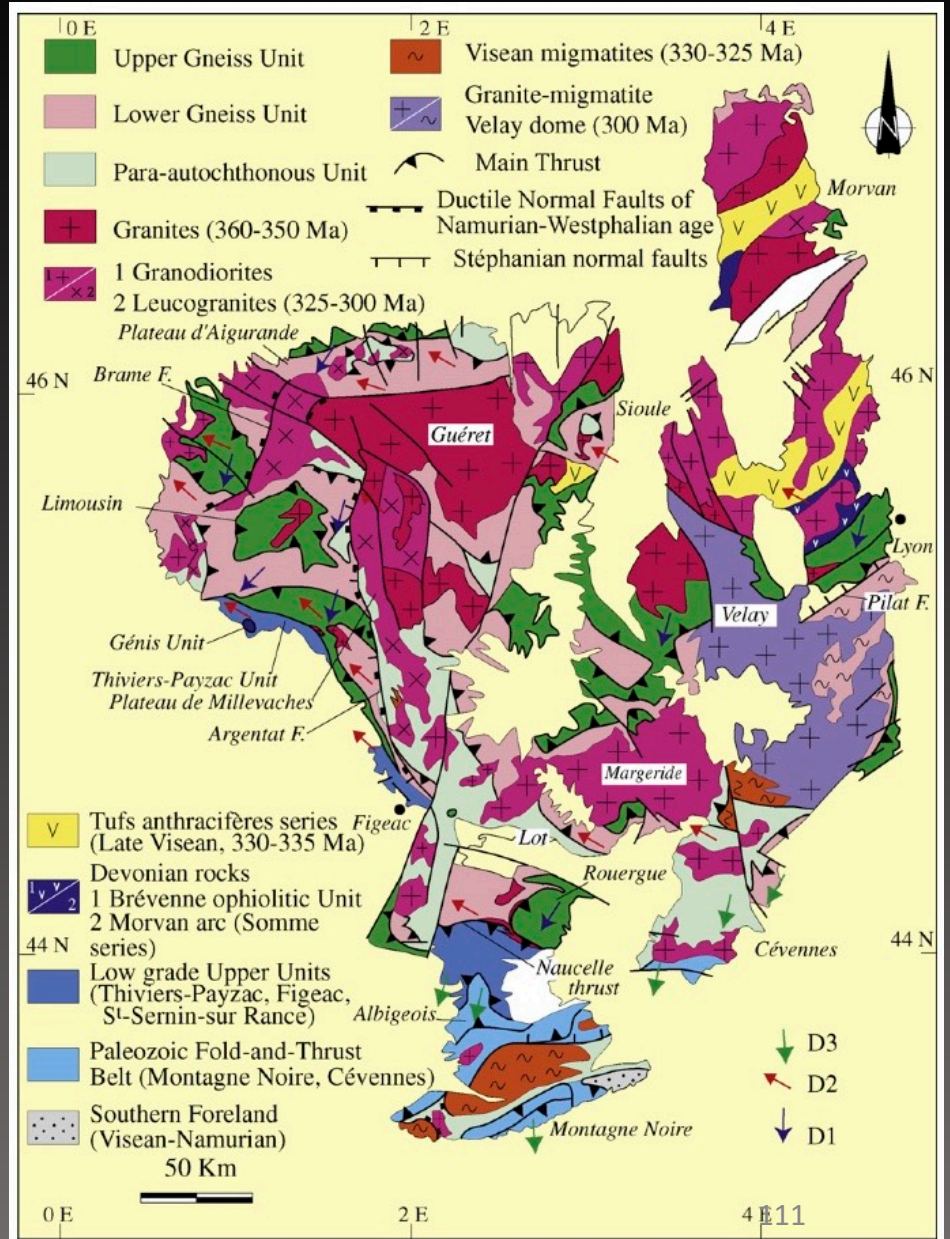 0 E
2 E
4 E
Upper Gneiss Unit
Lower Gneiss Unit
Para-autochthonous Unit
Granites (360-350 Ma)
1
2
1 Granodiorites
2 Leucogranites (325-300 Ma)
Visean migmatites (330-325 Ma)
Granite-migmatite
Velay dome (300 Ma)
Main Thrust
Ductile Normal Faults of
Namurian-Westphalian age
Stéphanian normal faults
N
Morvan
Plateau d'Aigurande
Brame F.
46 N
46 N
Sioule
Guéret
Limousin
Lyon
Pilat F.
Velay
Génis Unit
Thiviers-Payzac Unit
Plateau de Millevaches
Argentat F.
Margeride
Figeac
Lot
Rouergue
Tufs anthracifères series
(Late Visean, 330-335 Ma)
Devonian rocks
1
2
1 Brévenne ophiolitic Unit
2 Morvan arc (Somme
series)
44 N
44 N
Cévennes
Naucelle
thrust
Low grade Upper Units
(Thiviers-Payzac, Figeac,
St-Sernin-sur Rance)
Albigeois
Paleozoic Fold-and-Thrust
Belt (Montagne Noire, Cévennes)
D3
D2
D1
Southern Foreland
(Visean-Namurian)
Montagne Noire
50 Km
0 E
2 E
4 E
111